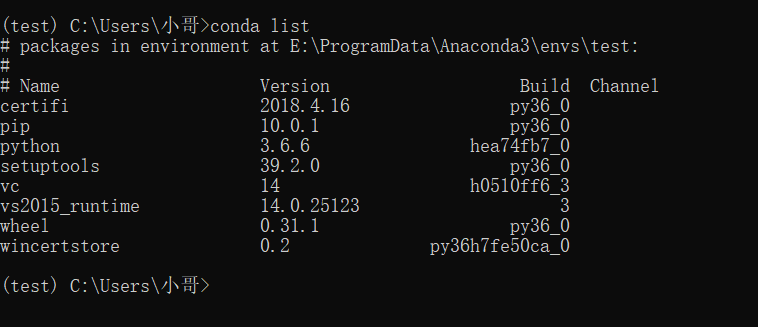 (test) C:\Users\小哥>conda list
# packages in environment at E:\ProgramData\Anaconda3\envs\test:
#
# Name                    Version                   Build  Channel
certifi                   2018.4.16                py36_0
pip                       10.0.1                   py36_0
python                    3.6.6                hea74fb7_0
setuptools                39.2.0                   py36_0
vc                        14                   h0510ff6_3
vs2015_runtime            14.0.25123                    3
wheel                     0.31.1                   py36_0
wincertstore              0.2              py36h7fe50ca_0
(test) C:\Users\小哥>